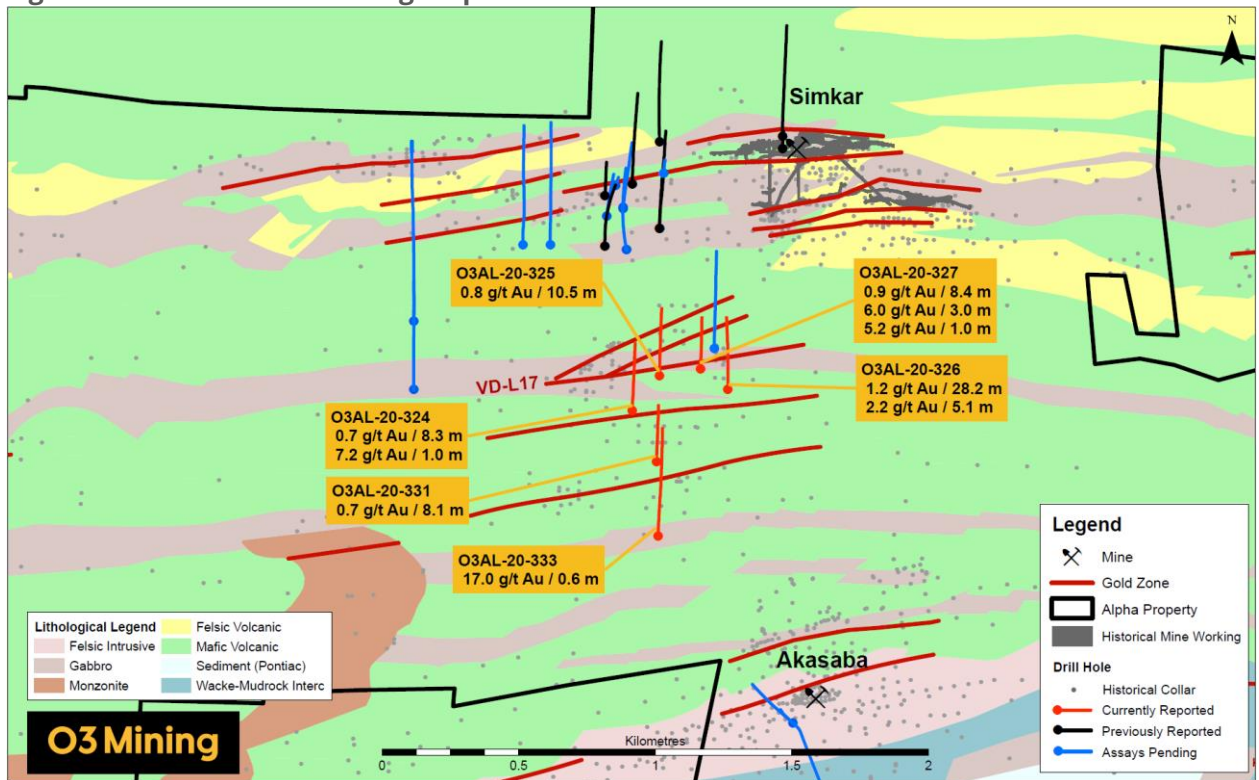 N
Simkar
O3AL-20-325
0.8 g/t Au / 10.5 m
O3AL-20-327
0.9 g/t Au / 8.4 m
6.0 g/t Au / 3.0 m
5.2 g/t Au / 1.0 m
VD-L17
O3AL-20-326
1.2 g/t Au / 28.2 m
2.2 g/t Au / 5.1 m
O3AL-20-324
0.7 g/t Au / 8.3 m
7.2 g/t Au / 1.0 m
O3AL-20-331
0.7 g/t Au / 8.1 m
O3AL-20-333
17.0 g/t Au / 0.6 m
Akasaba
Legend
Mine
Gold Zone
Alpha Property
Historical Mine Working
Drill Hole
Historical Collar
Currently Reported
Previously Reported
Assays Pending
Lithological Legend
Felsic Intrusive
Gabbro
Monzonite
Felsic Volcanic
Mafic Volcanic
Sediment (Pontiac)
Wacke-Mudrock Interc
O3 Mining
Kilometres
0 0.5 1 1.5 2